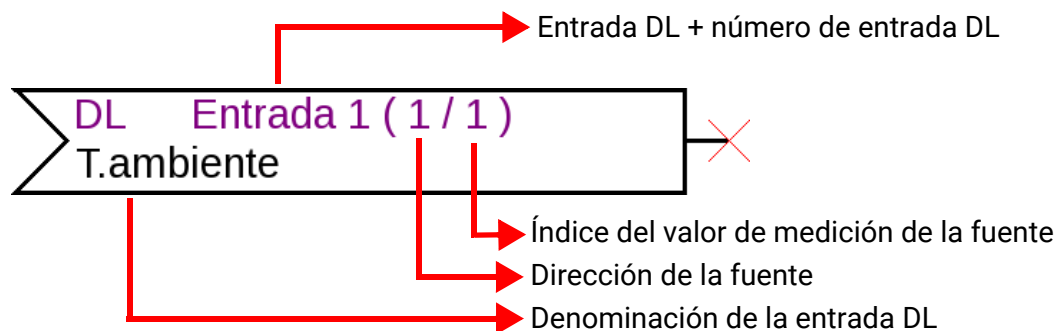 Entrada DL + número de entrada DL
DL Entrada 1 ( 1 / 1 )
T.ambiente
Índice del valor de medición de la fuente
Dirección de la fuente
Denominación de la entrada DL